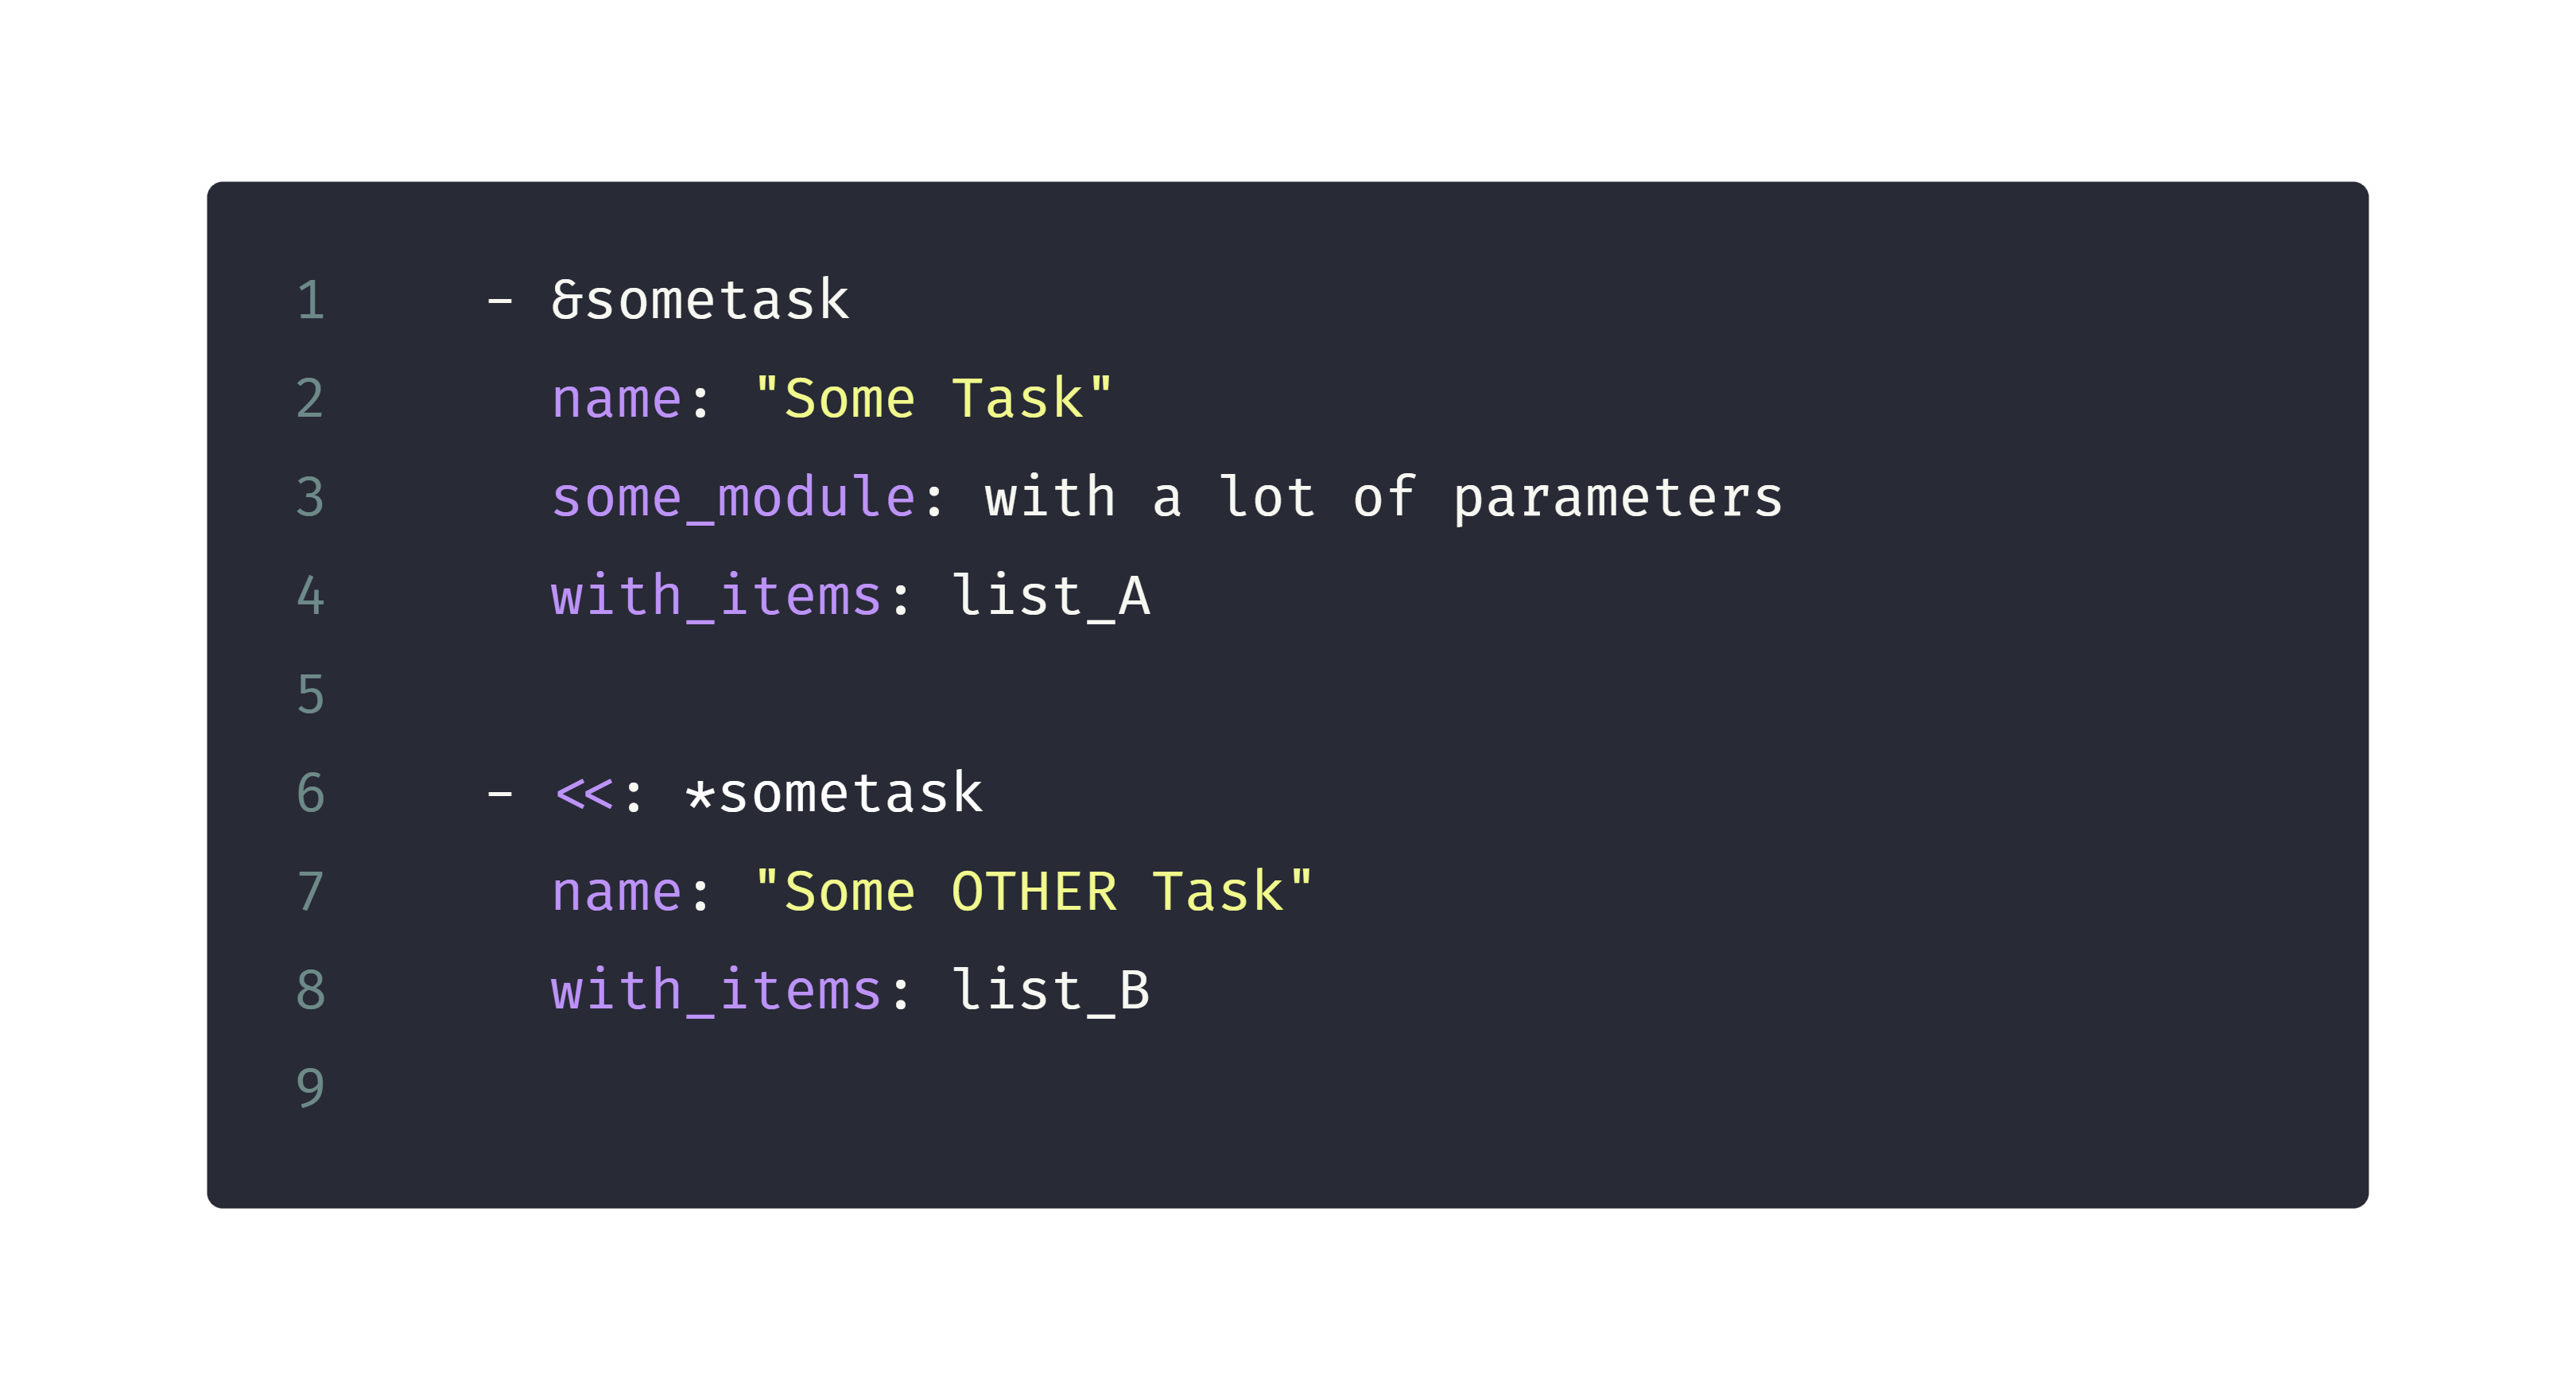 1 - &sometask
2 name: "Some Task"
3 some_module: with a lot of parameters
4 with_items: list_A
5
6 - <<: *sometask
7 name: "Some OTHER Task"
8 with_items: list_B
9